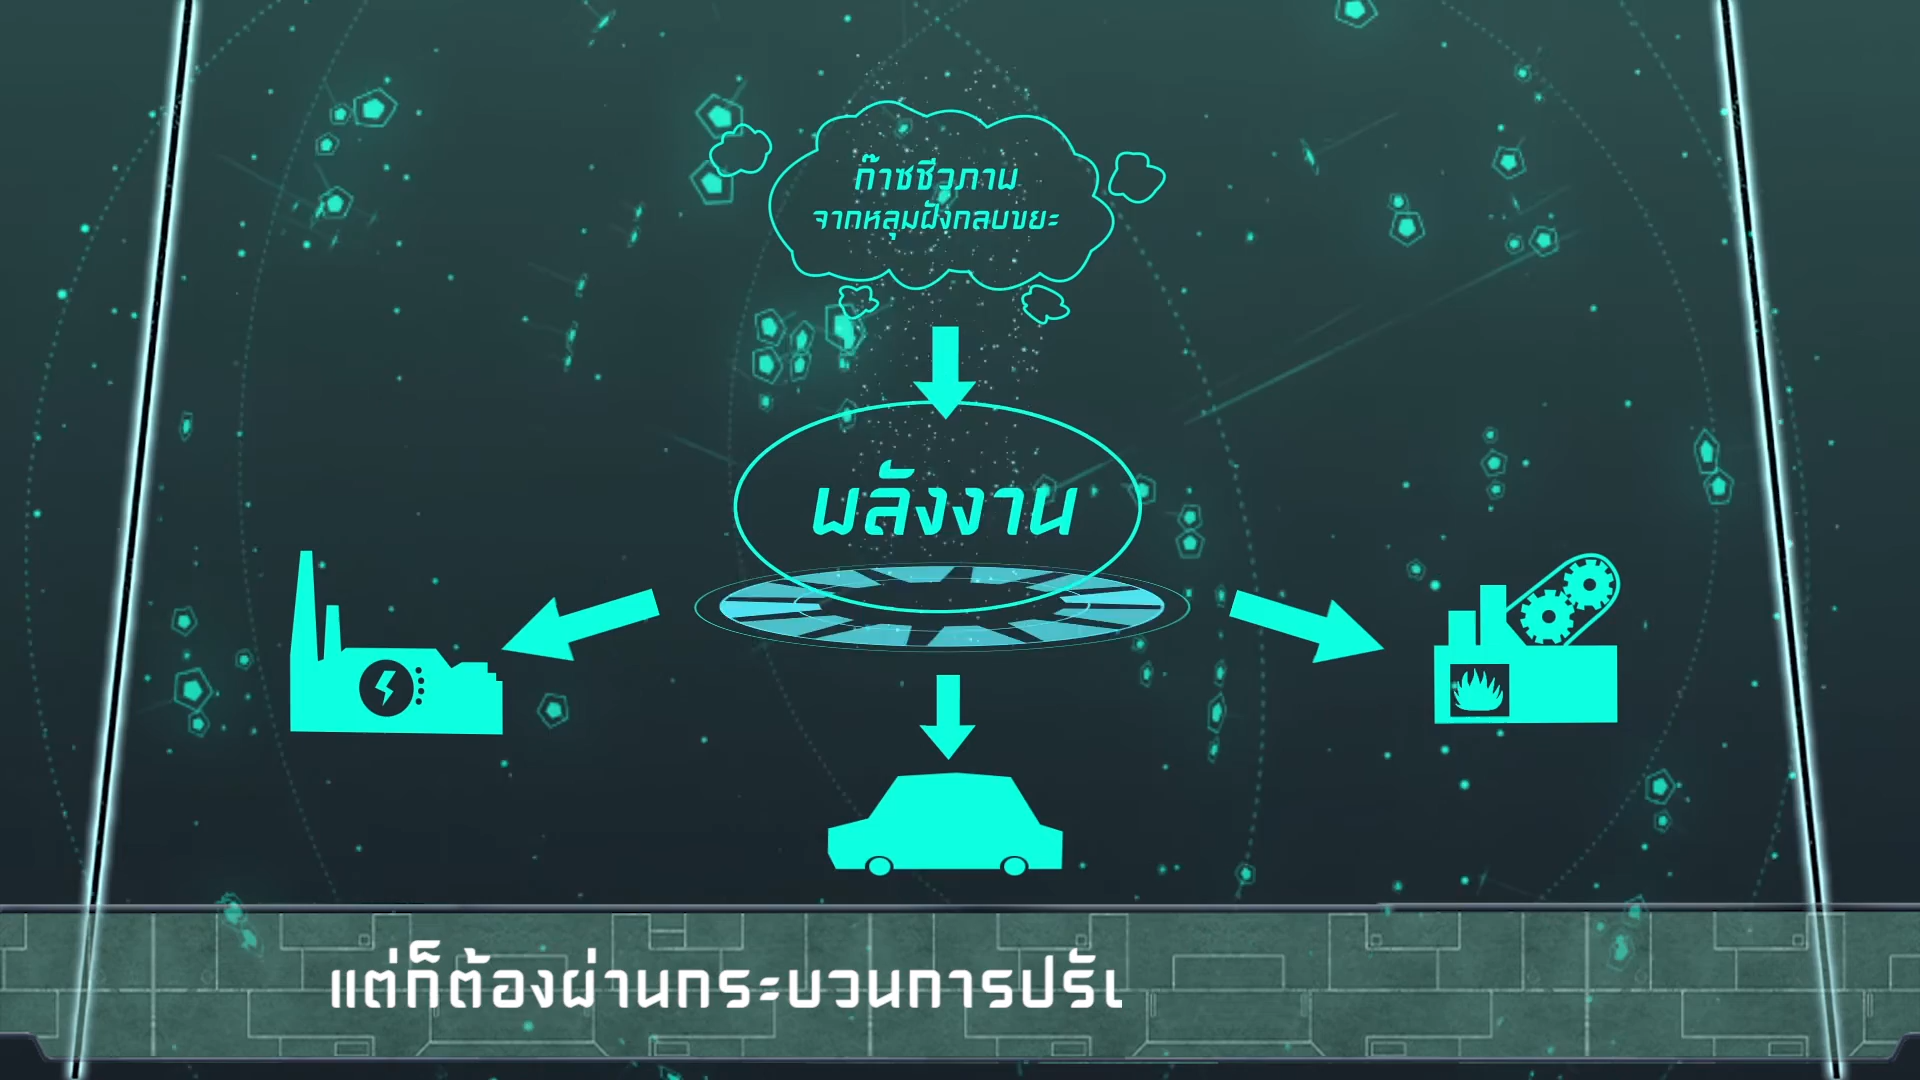 ก๊าซชีวภาพ
จากหลุมฝังกลบขยะ
พลังงาน
แต่ก็ต้องผ่านกระบวนการปรั